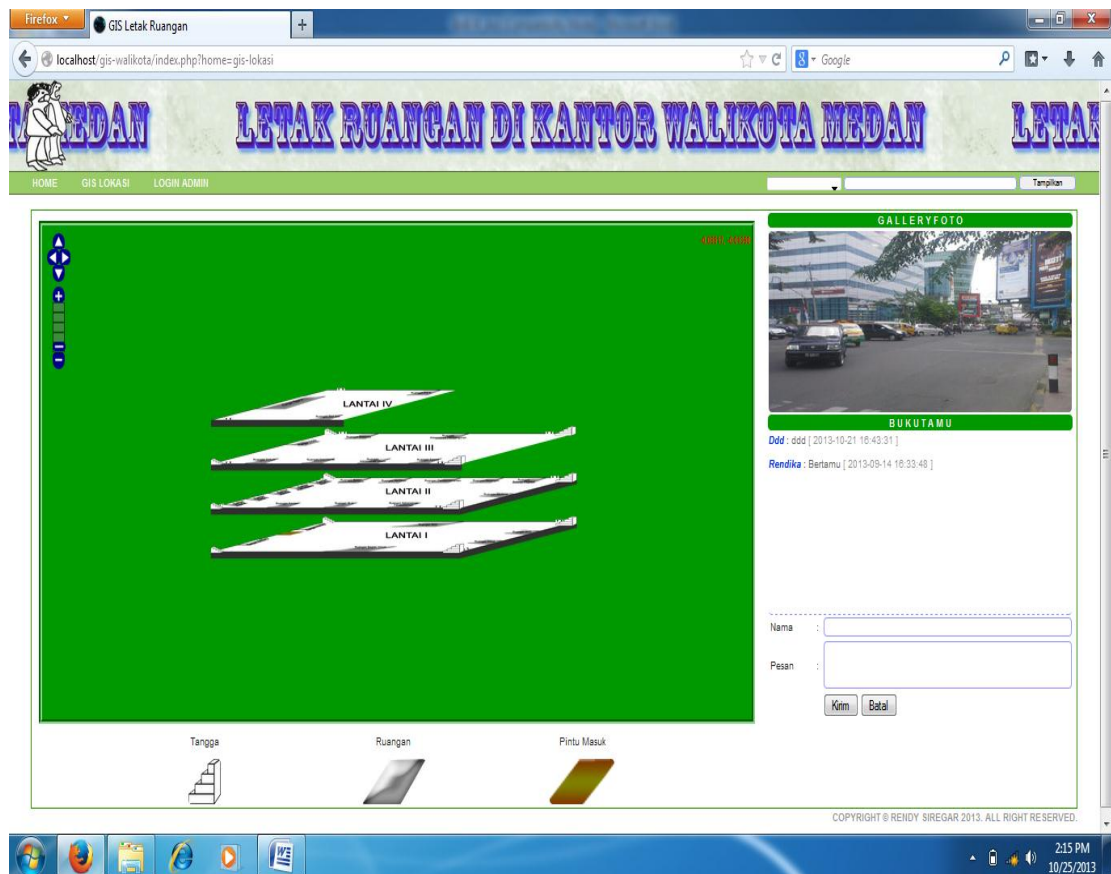 Firefox
GIS Letak Ruangan
localhost/gis-walikota/index.php?home=gis-lokasi
Google
MEDAN LETAK RUANGAN DI KANTOR WALIKOTA MEDAN
HOME GIS LOKASI LOGIN ADMIN
Tampilkan
GALLERYFOTO
LANTAI IV
LANTAI III
LANTAI II
LANTAI I
BUKUTAMU
Ddd : ddd [ 2013-10-21 16:43:31 ]
Rendika : Bertamu [ 2013-09-14 16:33:48 ]
Nama :
Pesan :
Kirim Batal
Tangga Ruangan Pintu Masuk
COPYRIGHT © RENDY SIREGAR 2013. ALL RIGHT RESERVED.
2:15 PM
10/25/2013